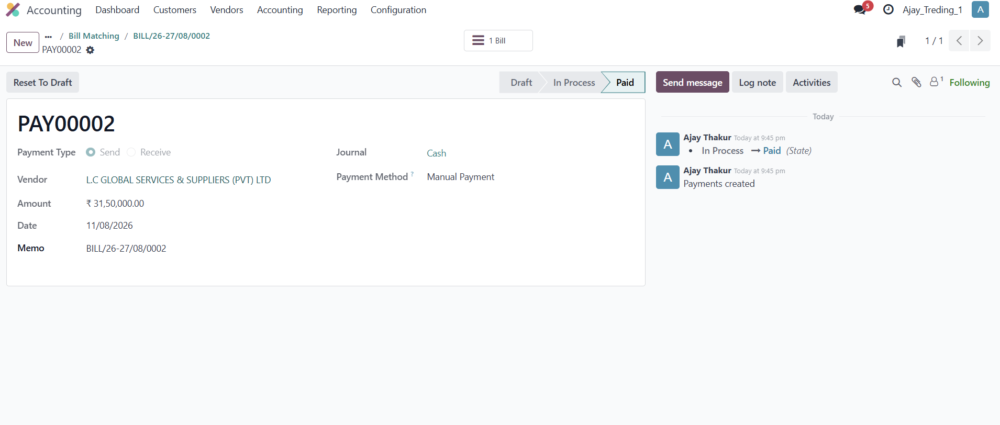 Accounting Dashboard Customers Vendors Accounting Reporting Configuration 5 Ajay_Treding_1 A
New ... / Bill Matching / BILL/26-27/08/0002
PAY00002
1 Bill
1 / 1
Reset To Draft
Draft In Process Paid
Send message Log note Activities 1 Following
PAY00002
Payment Type Send Receive
Vendor L.C GLOBAL SERVICES & SUPPLIERS (PVT) LTD
Amount ₹ 31,50,000.00
Date 11/08/2026
Memo BILL/26-27/08/0002
Journal Cash
Payment Method ? Manual Payment
Today
A Ajay Thakur Today at 9:45 pm
• In Process → Paid (State)
A Ajay Thakur Today at 9:45 pm
Payments created